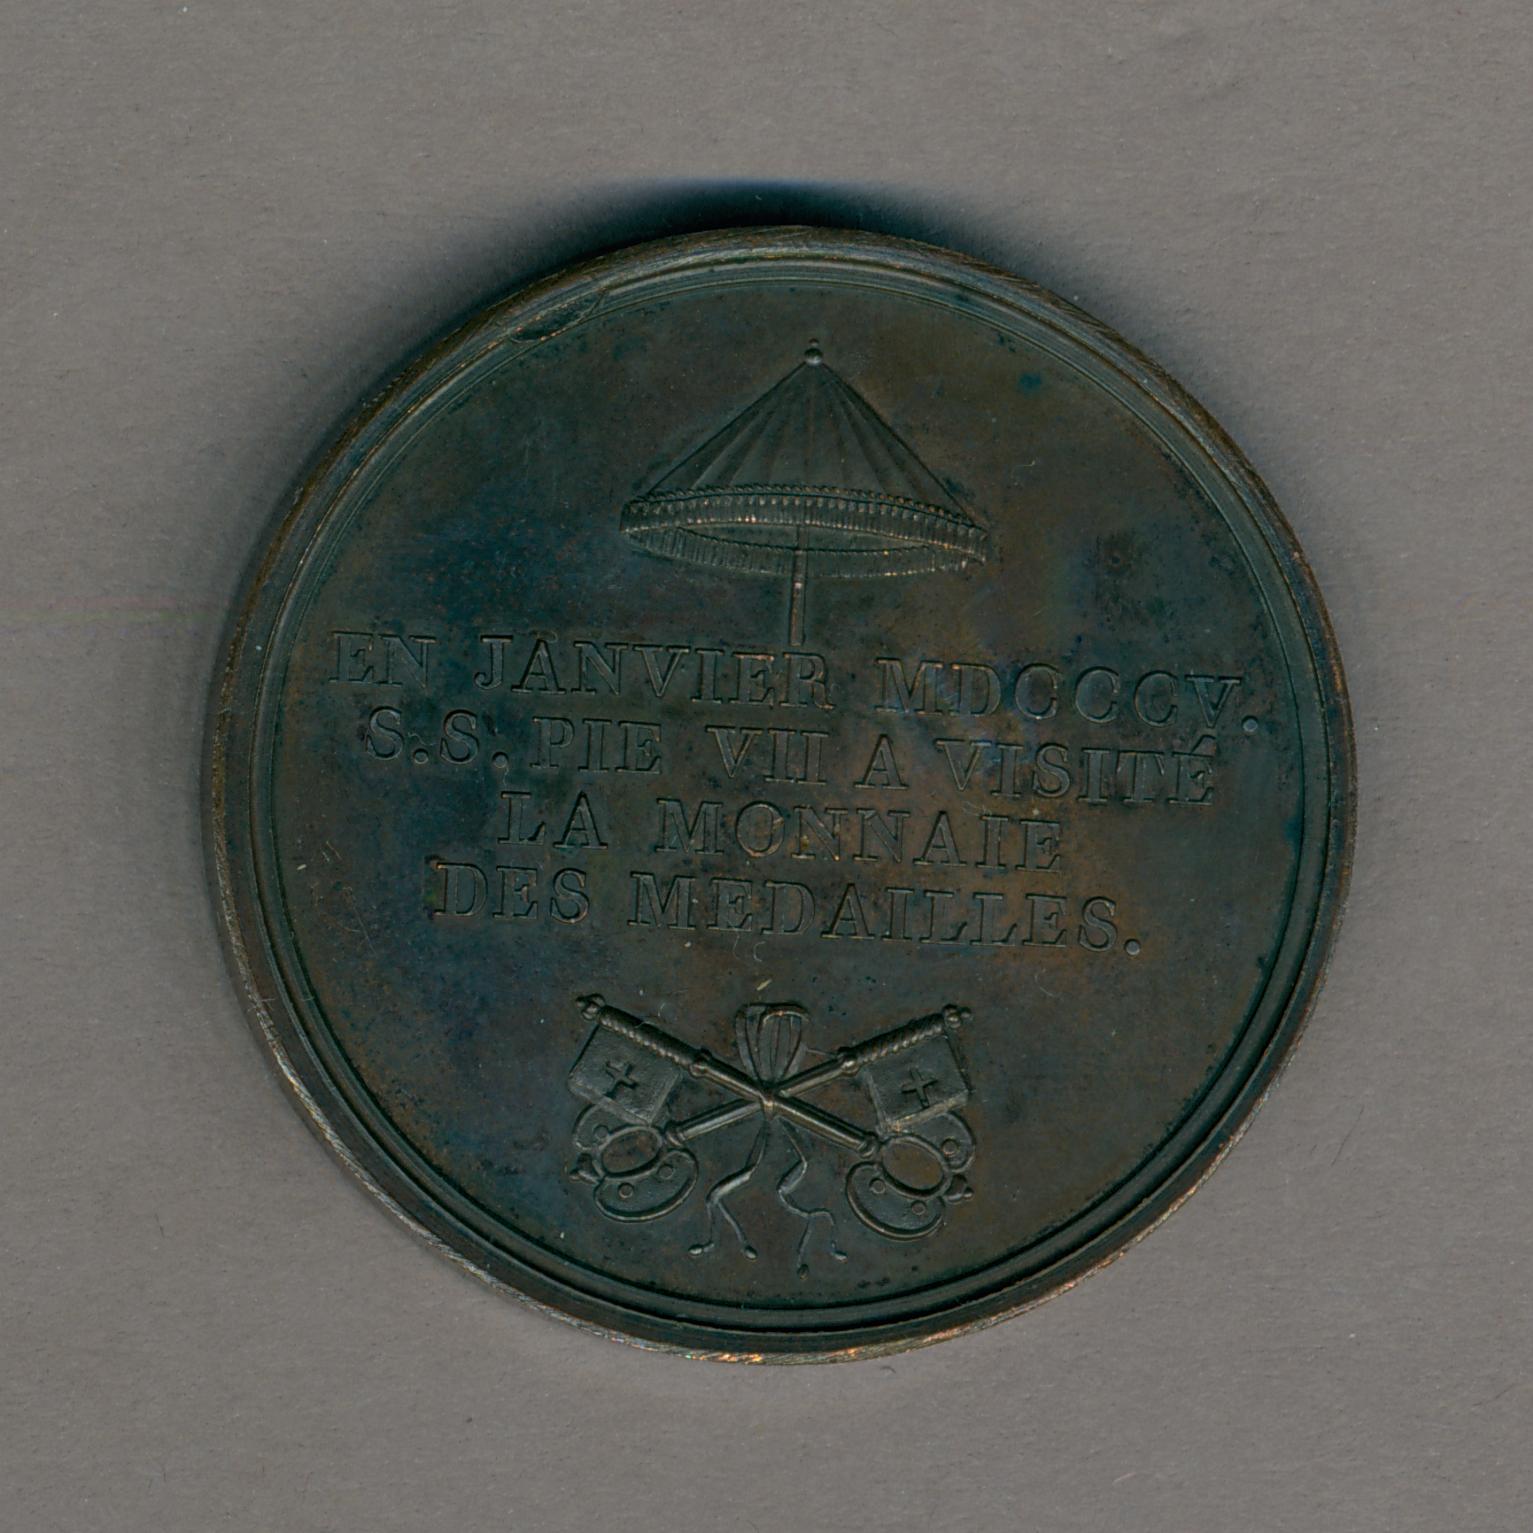 EN JANVIER MDCCCV.
S.S. PIE VII A VISITÉ
LA MONNAIE
DES MEDAILLES.